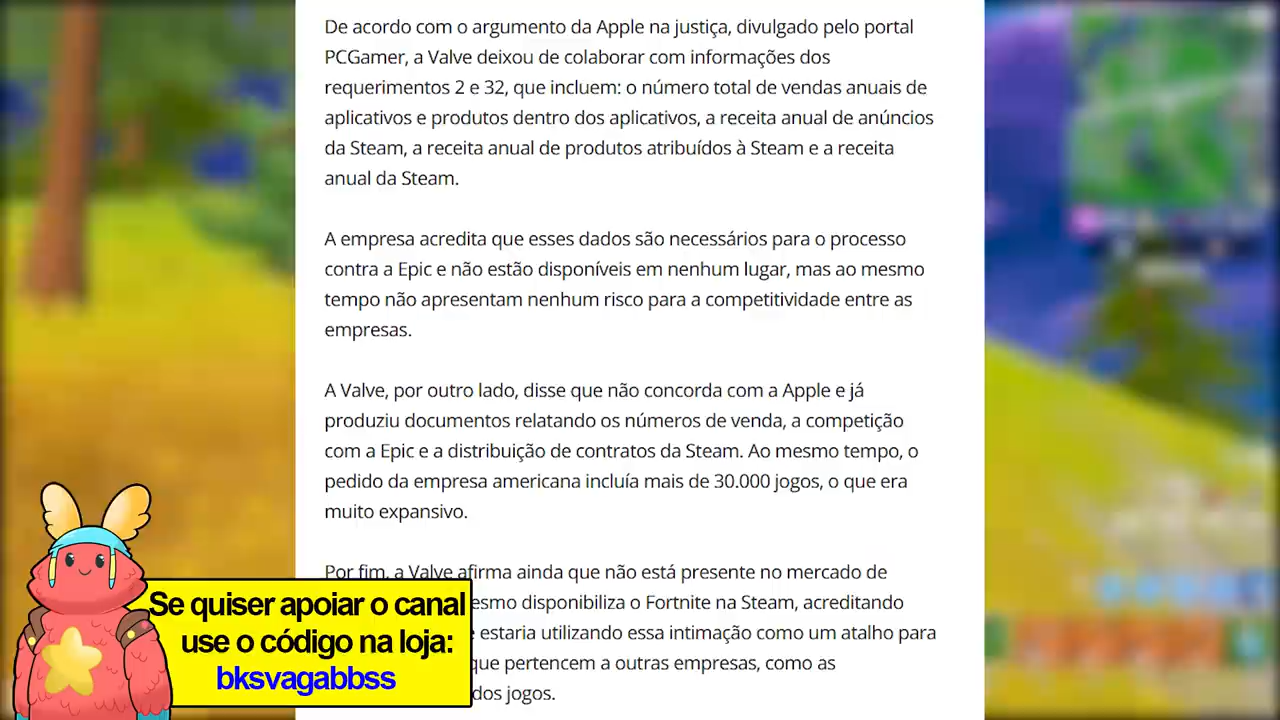 De acordo com o argumento da Apple na justiça, divulgado pelo portal
PCGamer, a Valve deixou de colaborar com informações dos
requerimentos 2 e 32, que incluem: o número total de vendas anuais de
aplicativos e produtos dentro dos aplicativos, a receita anual de anúncios
da Steam, a receita anual de produtos atribuídos à Steam e a receita
anual da Steam.
A empresa acredita que esses dados são necessários para o processo
contra a Epic e não estão disponíveis em nenhum lugar, mas ao mesmo
tempo não apresentam nenhum risco para a competitividade entre as
empresas.
A Valve, por outro lado, disse que não concorda com a Apple e já
produziu documentos relatando os números de venda, a competição
com a Epic e a distribuição de contratos da Steam. Ao mesmo tempo, o
pedido da empresa americana incluía mais de 30.000 jogos, o que era
muito expansivo.
Por fim, a Valve afirma ainda que não está presente no mercado de
disponibiliza o Fortnite na Steam, acreditando
estaria utilizando essa intimação como um atalho para
que pertencem a outras empresas, como as
dos jogos.
Se quiser apoiar o canal
use o código na loja:
bksvagabbss